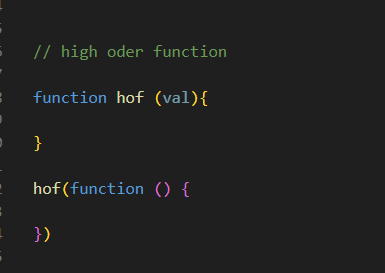 // high oder function
function hof (val){
}
hof(function () {
})